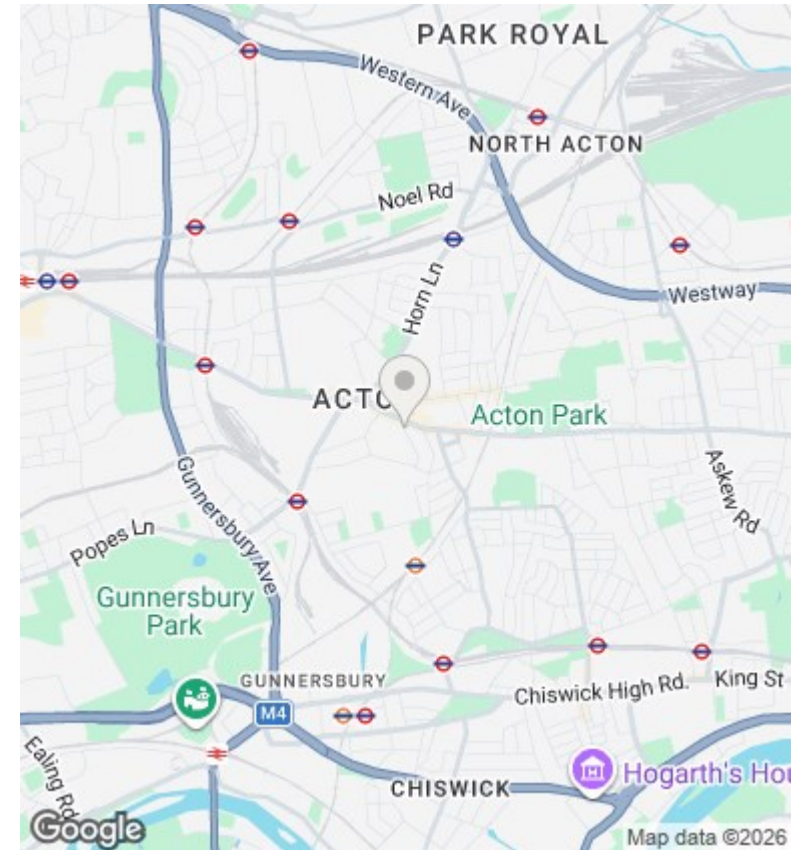 PARK ROYAL
Western Ave
NORTH ACTON
Noel Rd
Horn Ln
Westway
ACTO
Acton Park
Askew Rd
Gunnersbury Ave
Popes Ln
Gunnersbury
Park
GUNNERSBURY
King St
Chiswick High Rd.
M4
Ealing Rd
CHISWICK
Hogarth's Hou
Google
Map data ©2026